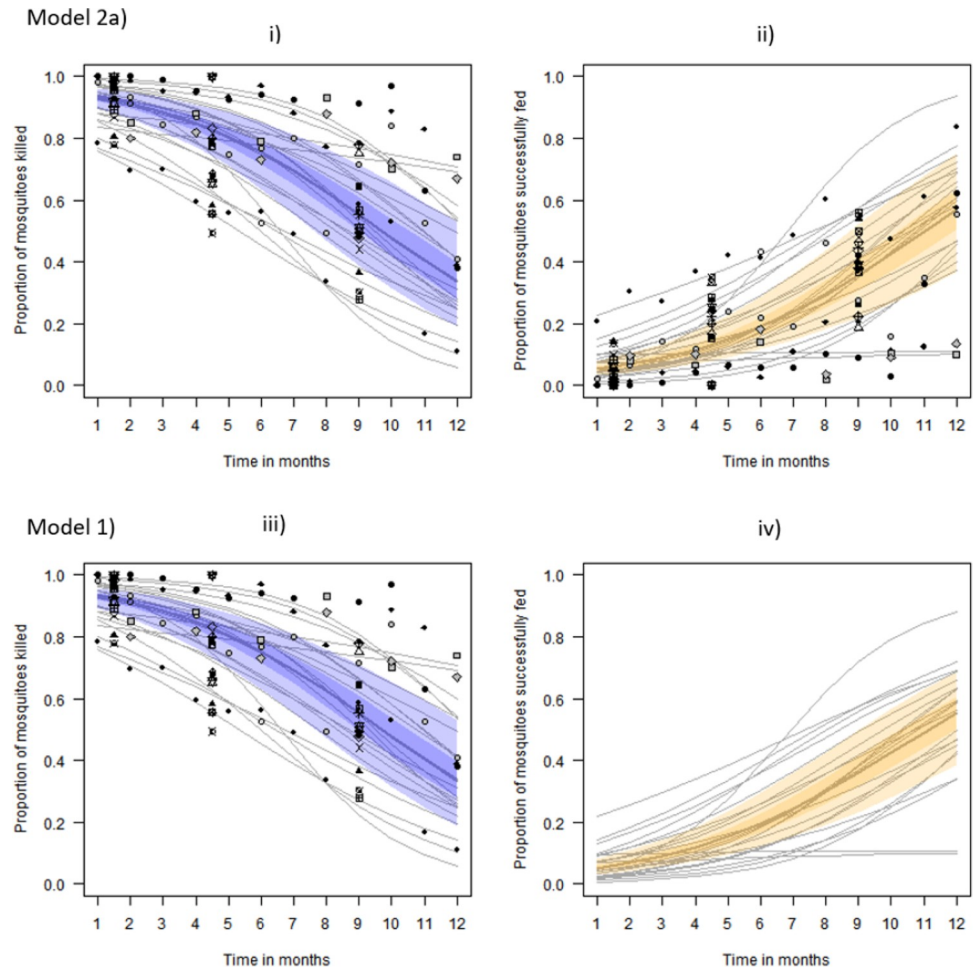 Model 2a)
i)
ii)
Proportion of mosquitoes killed
1.0
0.8
0.6
0.4
0.2
0.0
1 2 3 4 5 6 7 8 9 10 11 12
Time in months
Proportion of mosquitoes successfully fed
1.0
0.8
0.6
0.4
0.2
0.0
1 2 3 4 5 6 7 8 9 10 11 12
Time in months
Model 1)
iii)
iv)
Proportion of mosquitoes killed
1.0
0.8
0.6
0.4
0.2
0.0
1 2 3 4 5 6 7 8 9 10 11 12
Time in months
Proportion of mosquitoes successfully fed
1.0
0.8
0.6
0.4
0.2
0.0
1 2 3 4 5 6 7 8 9 10 11 12
Time in months